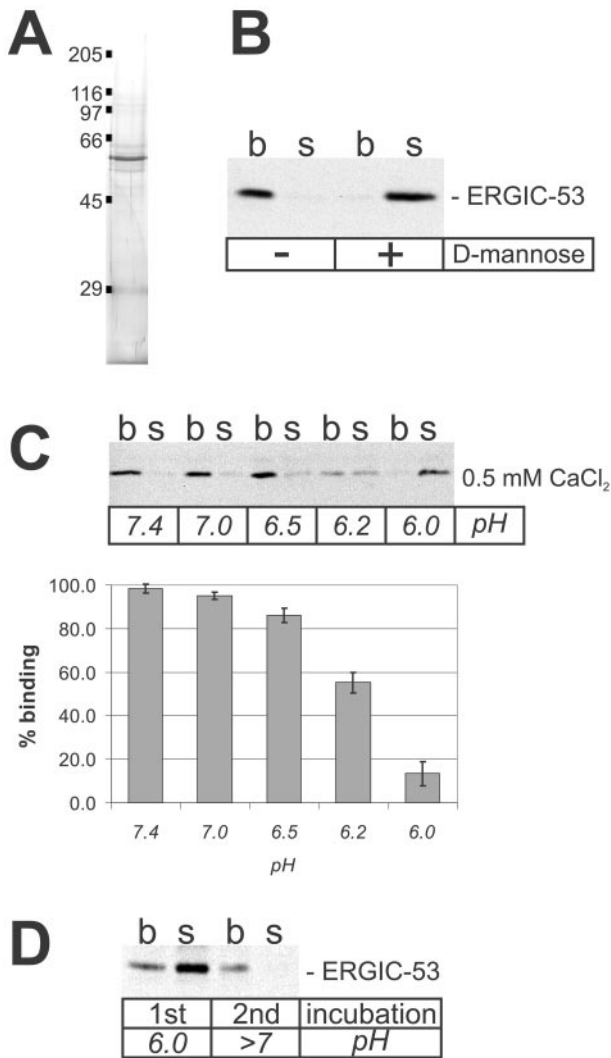 A
205
116
97
66
45
29
B
b s b s
- ERGIC-53
- + D-mannose
C
b s b s b s b s b s
0.5 mM CaCl₂
7.4 7.0 6.5 6.2 6.0 pH
100.0
80.0
60.0
40.0
20.0
0.0
% binding
7.4 7.0 6.5 6.2 6.0
pH
D
b s b s
- ERGIC-53
1st 2nd incubation
6.0 >7 pH